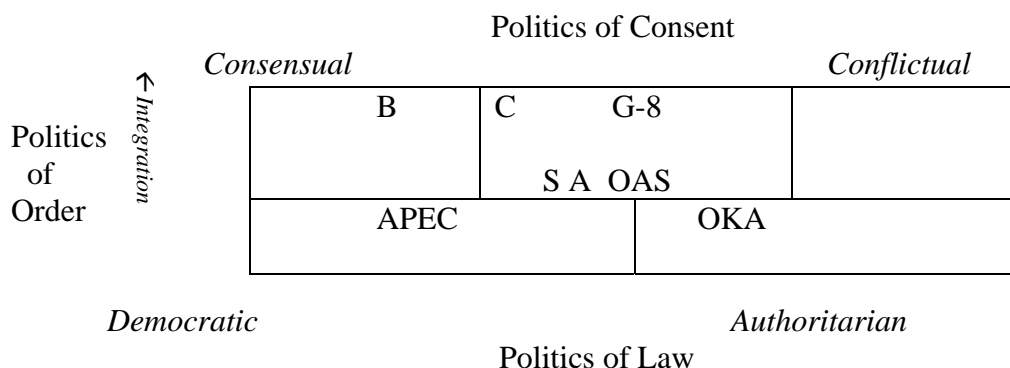 Politics of Consent
Consensual Conflictual
← Integration
B C G-8
Politics
of
Order
S A OAS
APEC OKA
Democratic Authoritarian
Politics of Law